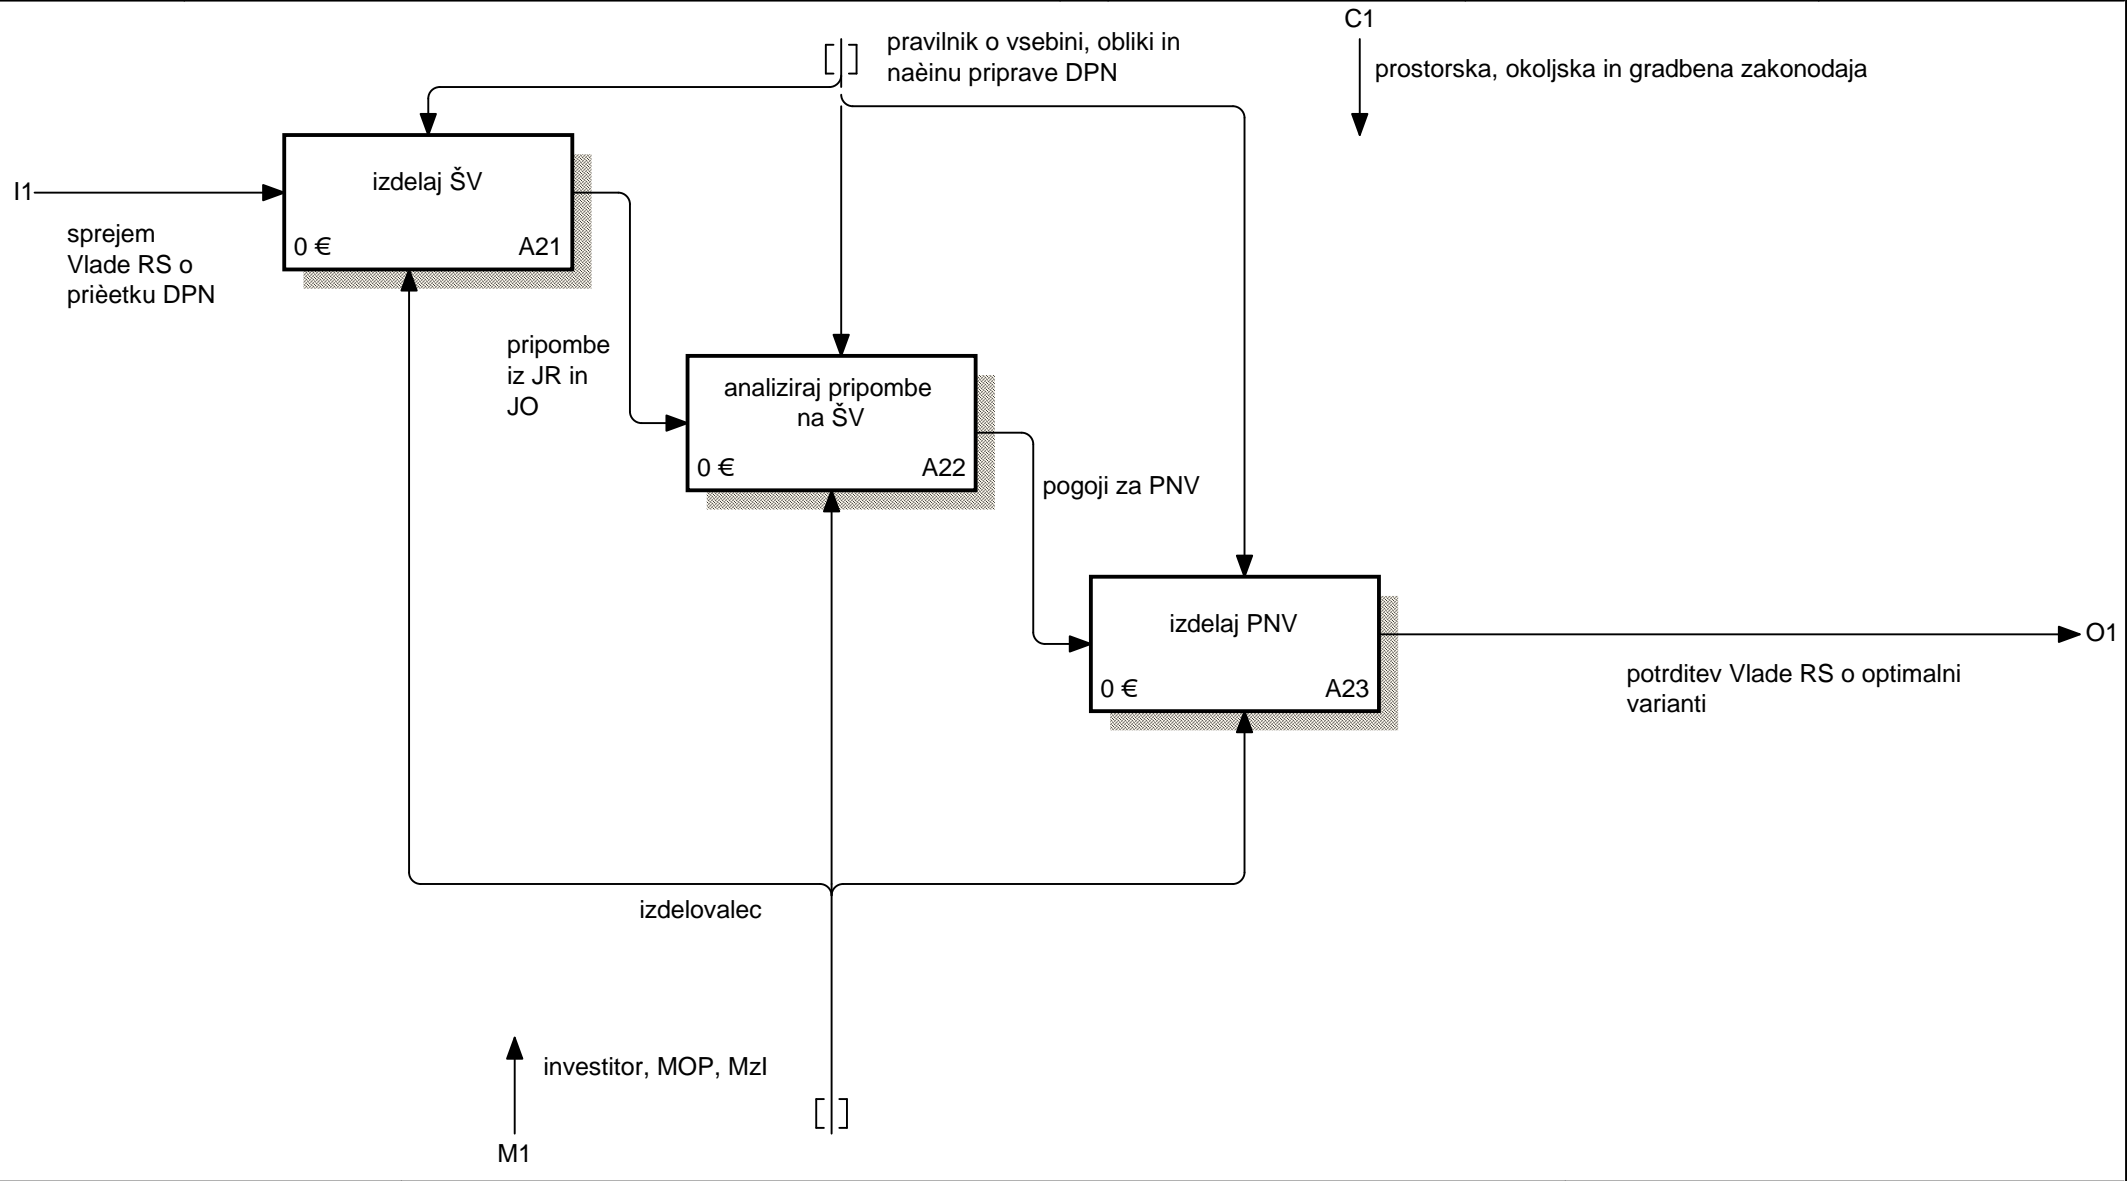 C1
pravilnik o vsebini, obliki in
naèinu priprave DPN
prostorska, okoljska in gradbena zakonodaja
I1
izdelaj ŠV
0 € A21
sprejem
Vlade RS o
prièetku DPN
pripombe
iz JR in
JO
analiziraj pripombe
na ŠV
0 € A22
pogoji za PNV
izdelaj PNV
0 € A23
O1
potrditev Vlade RS o optimalni
varianti
izdelovalec
investitor, MOP, MzI
M1